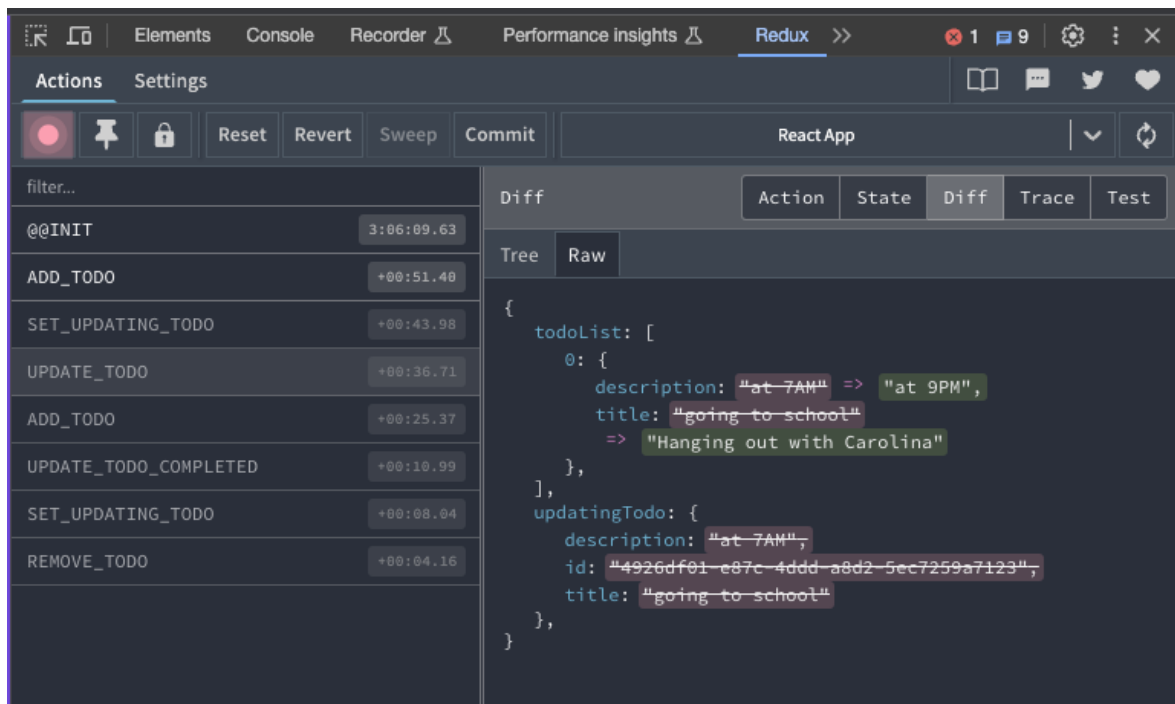 Elements Console Recorder Performance insights Redux >> 1 9
Actions Settings
Reset Revert Sweep Commit React App
filter...
@@INIT 3:06:09.63
ADD_TODO +00:51.40
SET_UPDATING_TODO +00:43.98
UPDATE_TODO +00:36.71
ADD_TODO +00:25.37
UPDATE_TODO_COMPLETED +00:10.99
SET_UPDATING_TODO +00:08.04
REMOVE_TODO +00:04.16
Diff Action State Diff Trace Test
Tree Raw
{
todoList: [
0: {
description: "at 7AM" => "at 9PM",
title: "going to school"
=> "Hanging out with Carolina"
},
],
updatingTodo: {
description: "at 7AM",
id: "4926df01-e87c-4ddd-a8d2-5ec7259a7123",
title: "going to school"
},
}